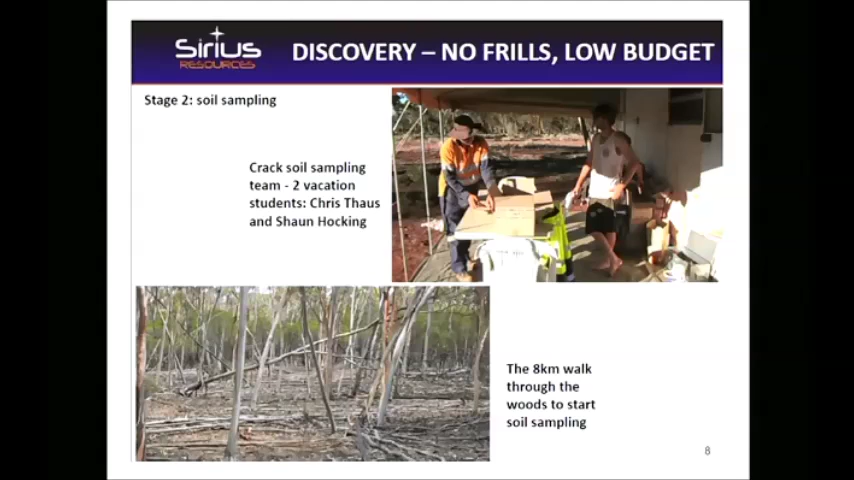 Sirius
RESOURCES
DISCOVERY – NO FRILLS, LOW BUDGET
Stage 2: soil sampling
Crack soil sampling
team - 2 vacation
students: Chris Thaus
and Shaun Hocking
The 8km walk
through the
woods to start
soil sampling
8